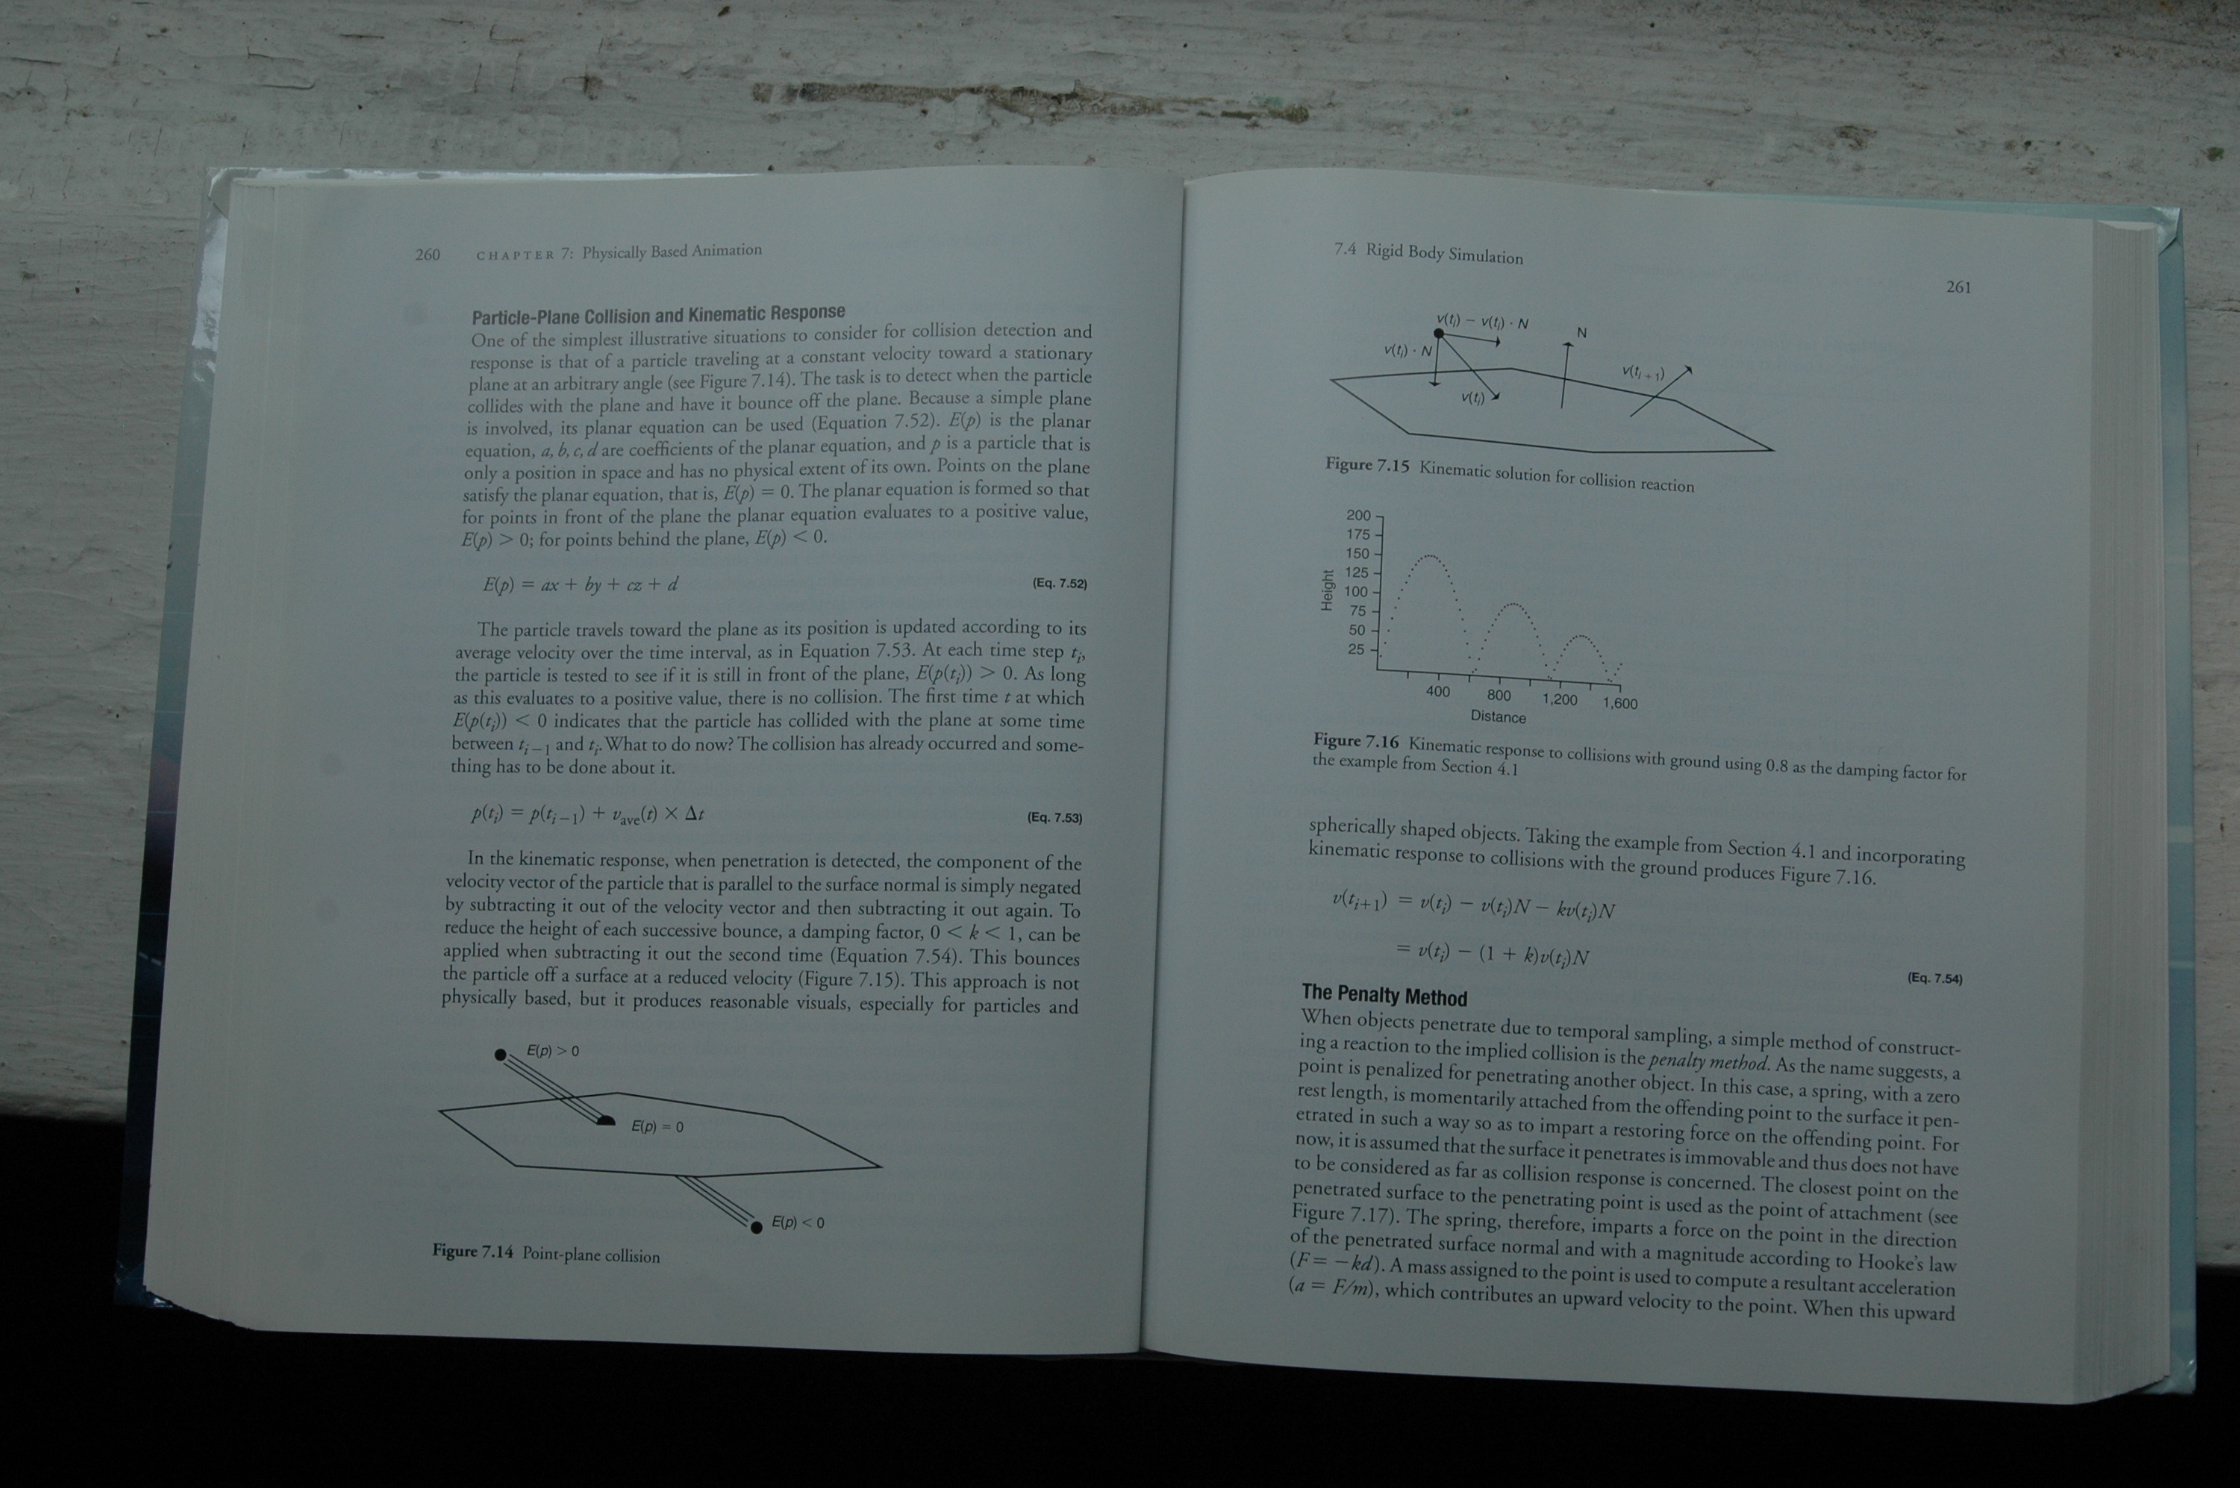 260 CHAPTER 7: Physically Based Animation
Particle-Plane Collision and Kinematic Response
One of the simplest illustrative situations to consider for collision detection and
response is that of a particle traveling at a constant velocity toward a stationary
plane at an arbitrary angle (see Figure 7.14). The task is to detect when the particle
collides with the plane and have it bounce off the plane. Because a simple plane
is involved, its planar equation can be used (Equation 7.52). E(p) is the planar
equation, a, b, c, d are coefficients of the planar equation, and p is a particle that is
only a position in space and has no physical extent of its own. Points on the plane
satisfy the planar equation, that is, E(p) = 0. The planar equation is formed so that
for points in front of the plane the planar equation evaluates to a positive value,
E(p) > 0; for points behind the plane, E(p) < 0.
E(p) = ax + by + cz + d (Eq. 7.52)
The particle travels toward the plane as its position is updated according to its
average velocity over the time interval, as in Equation 7.53. At each time step tᵢ,
the particle is tested to see if it is still in front of the plane, E(p(tᵢ)) > 0. As long
as this evaluates to a positive value, there is no collision. The first time t at which
E(p(tᵢ)) < 0 indicates that the particle has collided with the plane at some time
between tᵢ₋₁ and tᵢ. What to do now? The collision has already occurred and some-
thing has to be done about it.
p(tᵢ) = p(tᵢ₋₁) + v_ave(t) × Δt (Eq. 7.53)
In the kinematic response, when penetration is detected, the component of the
velocity vector of the particle that is parallel to the surface normal is simply negated
by subtracting it out of the velocity vector and then subtracting it out again. To
reduce the height of each successive bounce, a damping factor, 0 < k < 1, can be
applied when subtracting it out the second time (Equation 7.54). This bounces
the particle off a surface at a reduced velocity (Figure 7.15). This approach is not
physically based, but it produces reasonable visuals, especially for particles and
E(p) > 0
E(p) = 0
E(p) < 0
Figure 7.14 Point-plane collision
7.4 Rigid Body Simulation
261
v(tᵢ) − v(tᵢ) · N
N
v(tᵢ) · N
v(tᵢ₊₁)
v(tᵢ)
Figure 7.15 Kinematic solution for collision reaction
200
175
150
125
100
75
50
25
Height
400 800 1,200 1,600
Distance
Figure 7.16 Kinematic response to collisions with ground using 0.8 as the damping factor for
the example from Section 4.1
spherically shaped objects. Taking the example from Section 4.1 and incorporating
kinematic response to collisions with the ground produces Figure 7.16.
v(tᵢ₊₁) = v(tᵢ) − v(tᵢ)N − kv(tᵢ)N
= v(tᵢ) − (1 + k)v(tᵢ)N
(Eq. 7.54)
The Penalty Method
When objects penetrate due to temporal sampling, a simple method of construct-
ing a reaction to the implied collision is the penalty method. As the name suggests, a
point is penalized for penetrating another object. In this case, a spring, with a zero
rest length, is momentarily attached from the offending point to the surface it pen-
etrated in such a way so as to impart a restoring force on the offending point. For
now, it is assumed that the surface it penetrates is immovable and thus does not have
to be considered as far as collision response is concerned. The closest point on the
penetrated surface to the penetrating point is used as the point of attachment (see
Figure 7.17). The spring, therefore, imparts a force on the point in the direction
of the penetrated surface normal and with a magnitude according to Hooke's law
(F = −kd). A mass assigned to the point is used to compute a resultant acceleration
(a = F/m), which contributes an upward velocity to the point. When this upward